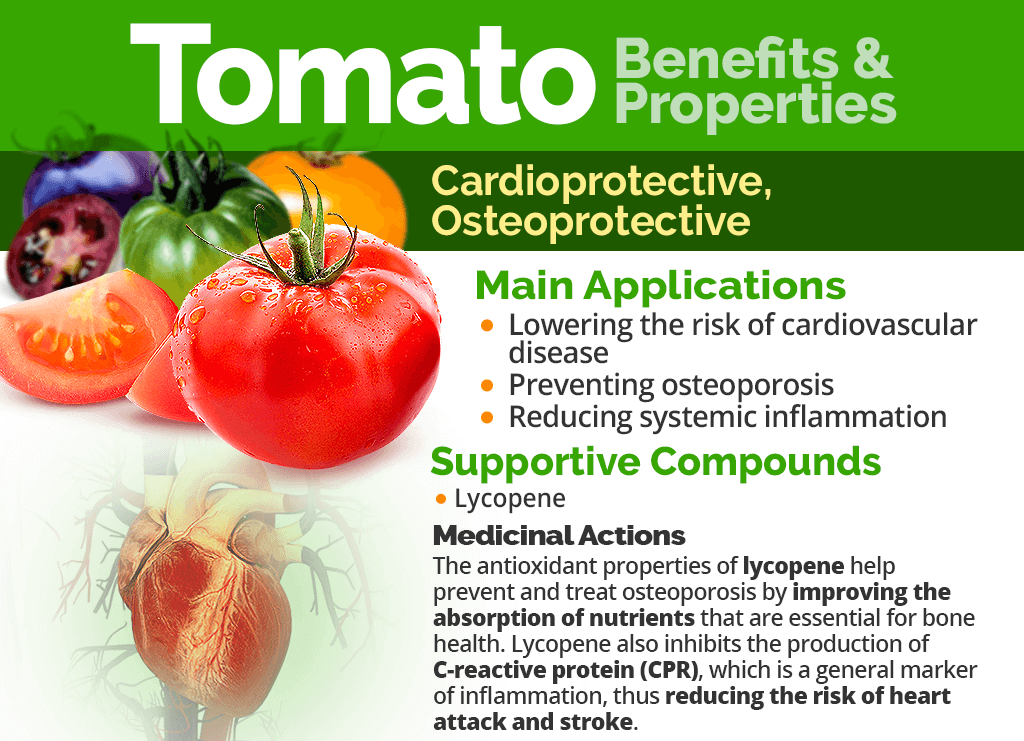 Tomato Benefits &
Properties
Cardioprotective,
Osteoprotective
Main Applications
• Lowering the risk of cardiovascular
disease
• Preventing osteoporosis
• Reducing systemic inflammation
Supportive Compounds
• Lycopene
Medicinal Actions
The antioxidant properties of lycopene help
prevent and treat osteoporosis by improving the
absorption of nutrients that are essential for bone
health. Lycopene also inhibits the production of
C-reactive protein (CPR), which is a general marker
of inflammation, thus reducing the risk of heart
attack and stroke.